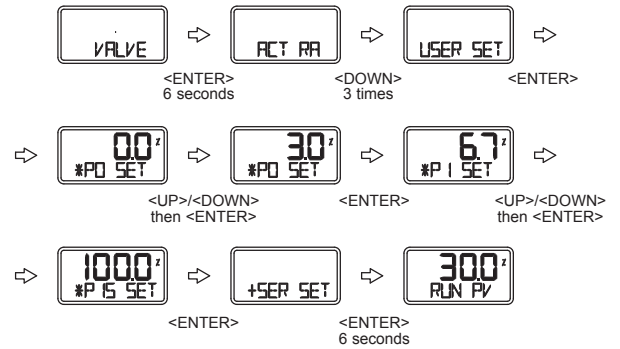 VALVE
ACT RA
USER SET
<ENTER>
6 seconds
<DOWN>
3 times
<ENTER>
0.0%
*P0 SET
3.0%
*P0 SET
6.7%
*P1 SET
<UP>/<DOWN>
then <ENTER>
<ENTER>
<UP>/<DOWN>
then <ENTER>
100.0%
*P15 SET
+SER SET
30.0%
RUN PV
<ENTER>
<ENTER>
6 seconds